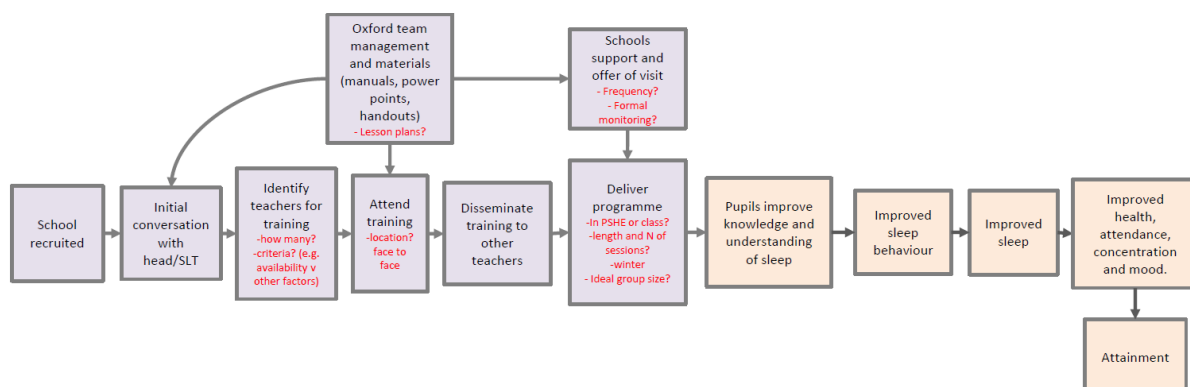 Oxford team
management
and materials
(manuals, power
points,
handouts)
- Lesson plans?
Schools
support and
offer of visit
- Frequency?
- Formal
monitoring?
School
recruited
Initial
conversation
with
head/SLT
Identify
teachers for
training
-how many?
-criteria? (e.g.
availability v
other factors)
Attend
training
-location?
face to
face
Disseminate
training to
other
teachers
Deliver
programme
-In PSHE or class?
-length and N of
sessions?
-winter
- Ideal group size?
Pupils improve
knowledge and
understanding
of sleep
Improved
sleep
behaviour
Improved
sleep
Improved
health,
attendance,
concentration
and mood.
Attainment